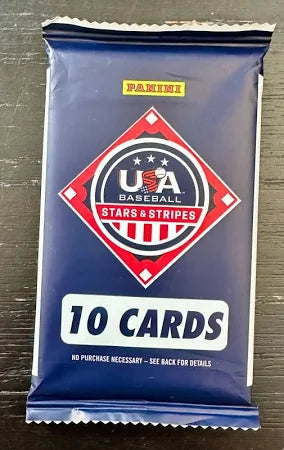 PANINI
USA
BASEBALL
STARS & STRIPES
10 CARDS
NO PURCHASE NECESSARY – SEE BACK FOR DETAILS